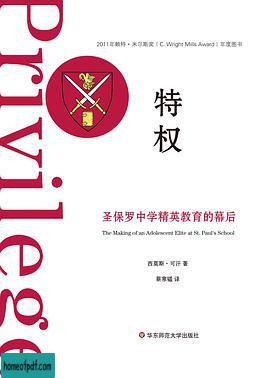 2011年赖特·米尔斯奖（C. Wright Mills Award）年度图书
Privilege
特
权
圣保罗中学精英教育的幕后
The Making of an Adolescent Elite at St. Paul's School
西莫斯·可汗 著
蔡寒韫 译
华东师范大学出版社
homeofpdf.com